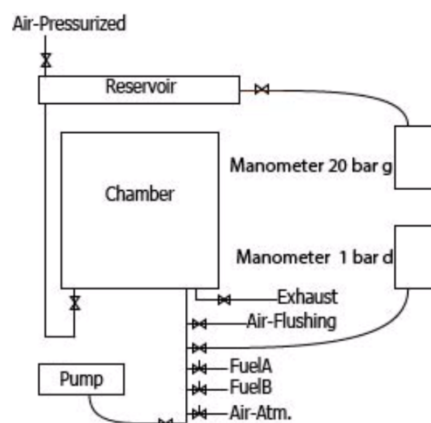 Air-Pressurized
Reservoir
Manometer 20 bar g
Chamber
Manometer 1 bar d
Exhaust
Air-Flushing
FuelA
Pump
FuelB
Air-Atm.